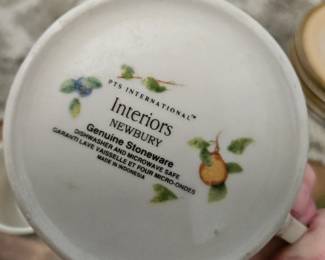 PTS INTERNATIONAL™
Interiors
NEWBURY
Genuine Stoneware
DISHWASHER AND MICROWAVE SAFE
GARANTI LAVE VAISSELLE ET FOUR MICRO-ONDES
MADE IN INDONESIA